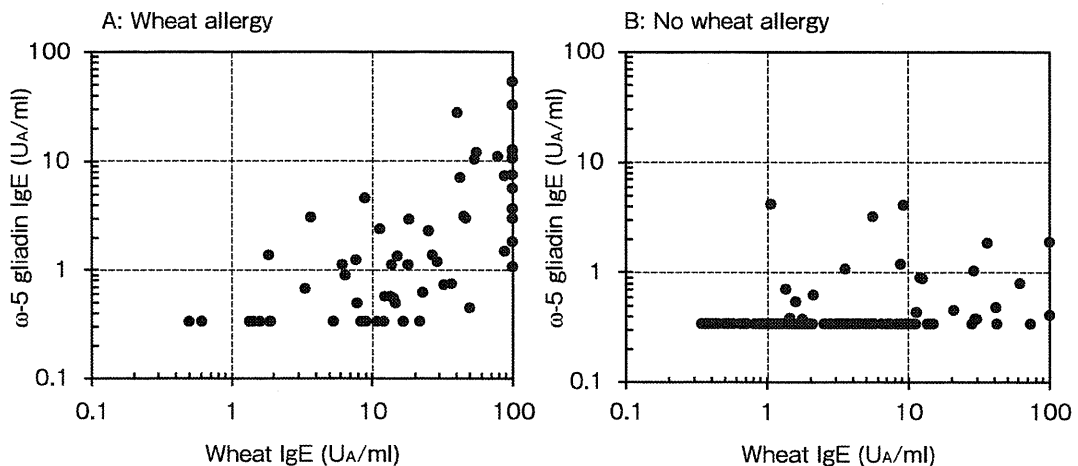 A: Wheat allergy
100
10
1
0.1
ω-5 gliadin IgE (UA/ml)
0.1
1
10
100
Wheat IgE (UA/ml)
B: No wheat allergy
100
10
1
0.1
ω-5 gliadin IgE (UA/ml)
0.1
1
10
100
Wheat IgE (UA/ml)